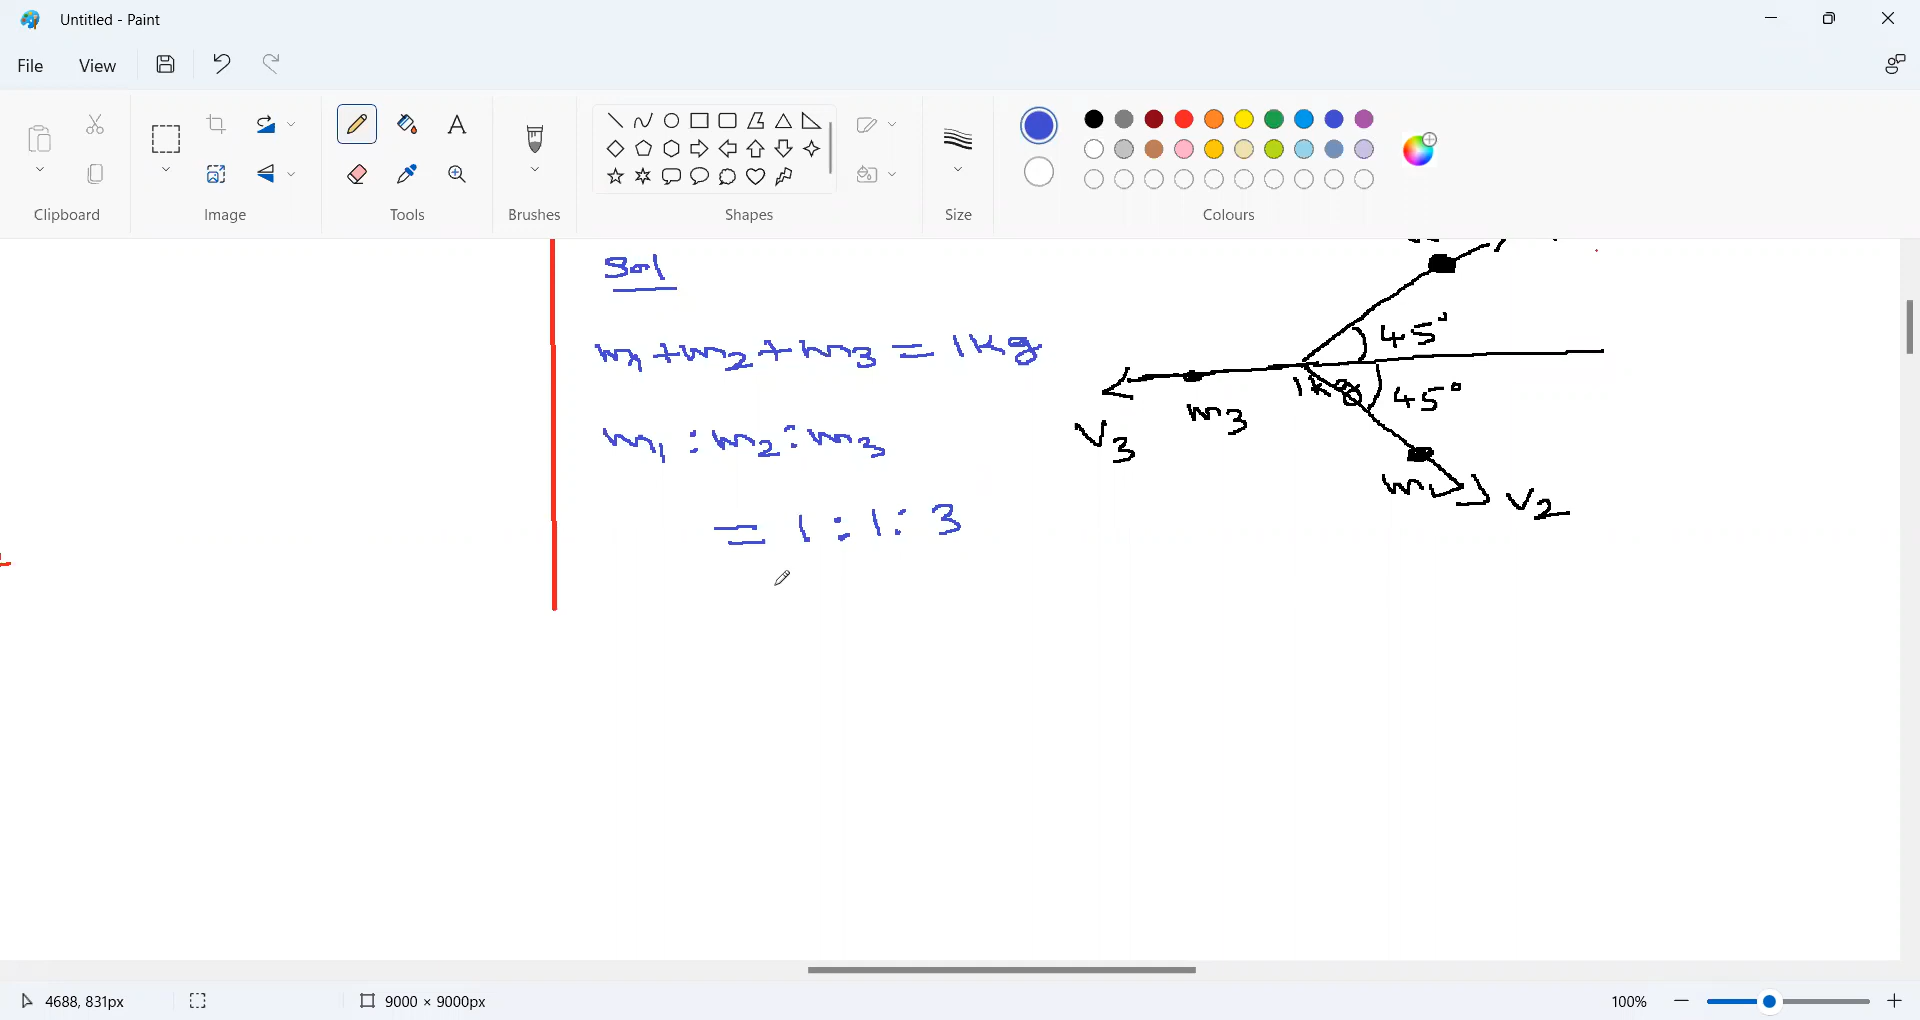 Untitled - Paint
File View
Clipboard Image Tools Brushes Shapes Size Colours
Sol
m1+m2+m3 = 1kg
m1 : m2 : m3
= 1 : 1 : 3
45°
1kg
45°
m3
V3
m
V2
4688, 831px 9000 × 9000px 100%